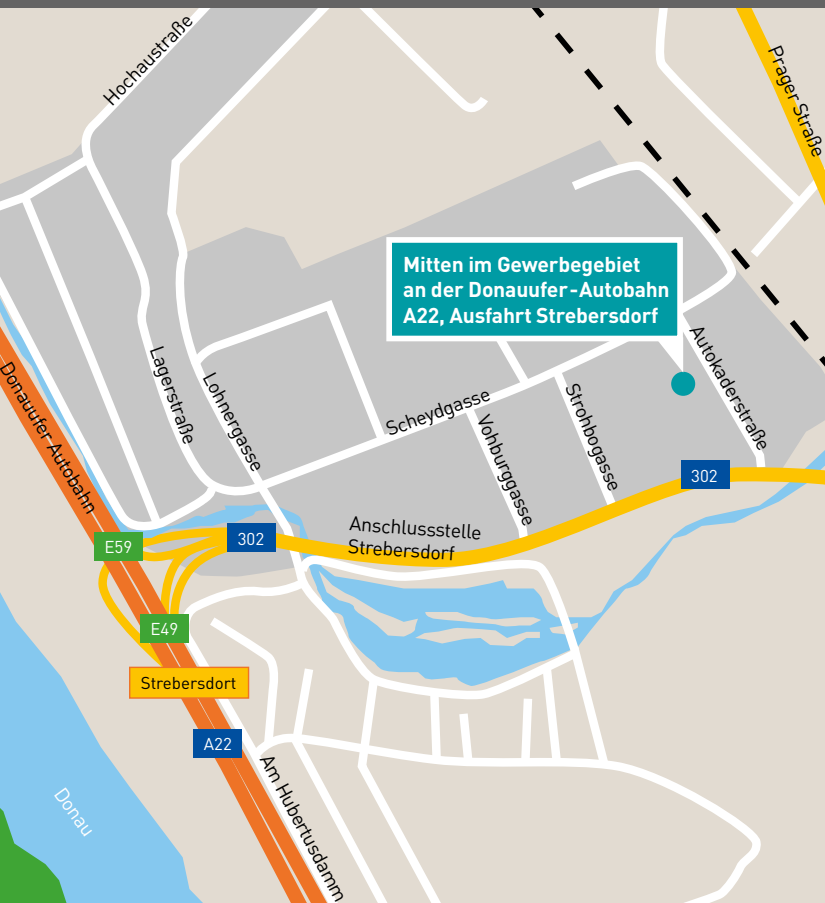 Hochaustraße
Prager Straße
Mitten im Gewerbegebiet
an der Donauufer-Autobahn
A22, Ausfahrt Strebersdorf
Autokaderstraße
Lagerstraße
Lohnergasse
Donauufer Autobahn
Scheydgasse
Strohbogasse
Vohburggasse
302
Anschlussstelle
Strebersdorf
302
E59
E49
Strebersdort
A22
Am Hubertusdamm
Donau